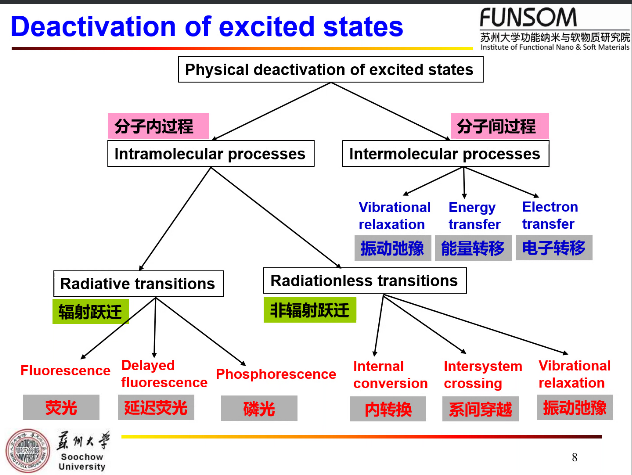 Deactivation of excited states
FUNSOM
苏州大学功能纳米与软物质研究院
Institute of Functional Nano & Soft Materials
Physical deactivation of excited states
分子内过程
分子间过程
Intramolecular processes
Intermolecular processes
Vibrational
relaxation
Energy
transfer
Electron
transfer
振动弛豫
能量转移
电子转移
Radiative transitions
Radiationless transitions
辐射跃迁
非辐射跃迁
Fluorescence
Delayed
fluorescence
Phosphorescence
Internal
conversion
Intersystem
crossing
Vibrational
relaxation
荧光
延迟荧光
磷光
内转换
系间穿越
振动弛豫
苏州大学
Soochow
University
8